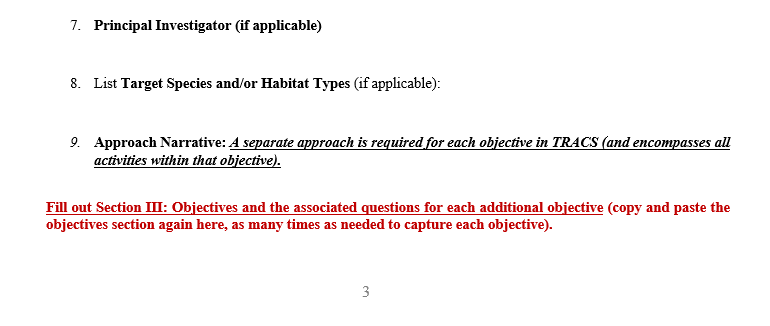 7. Principal Investigator (if applicable)
8. List Target Species and/or Habitat Types (if applicable):
9. Approach Narrative: A separate approach is required for each objective in TRACS (and encompasses all
activities within that objective).
Fill out Section III: Objectives and the associated questions for each additional objective (copy and paste the
objectives section again here, as many times as needed to capture each objective).
3